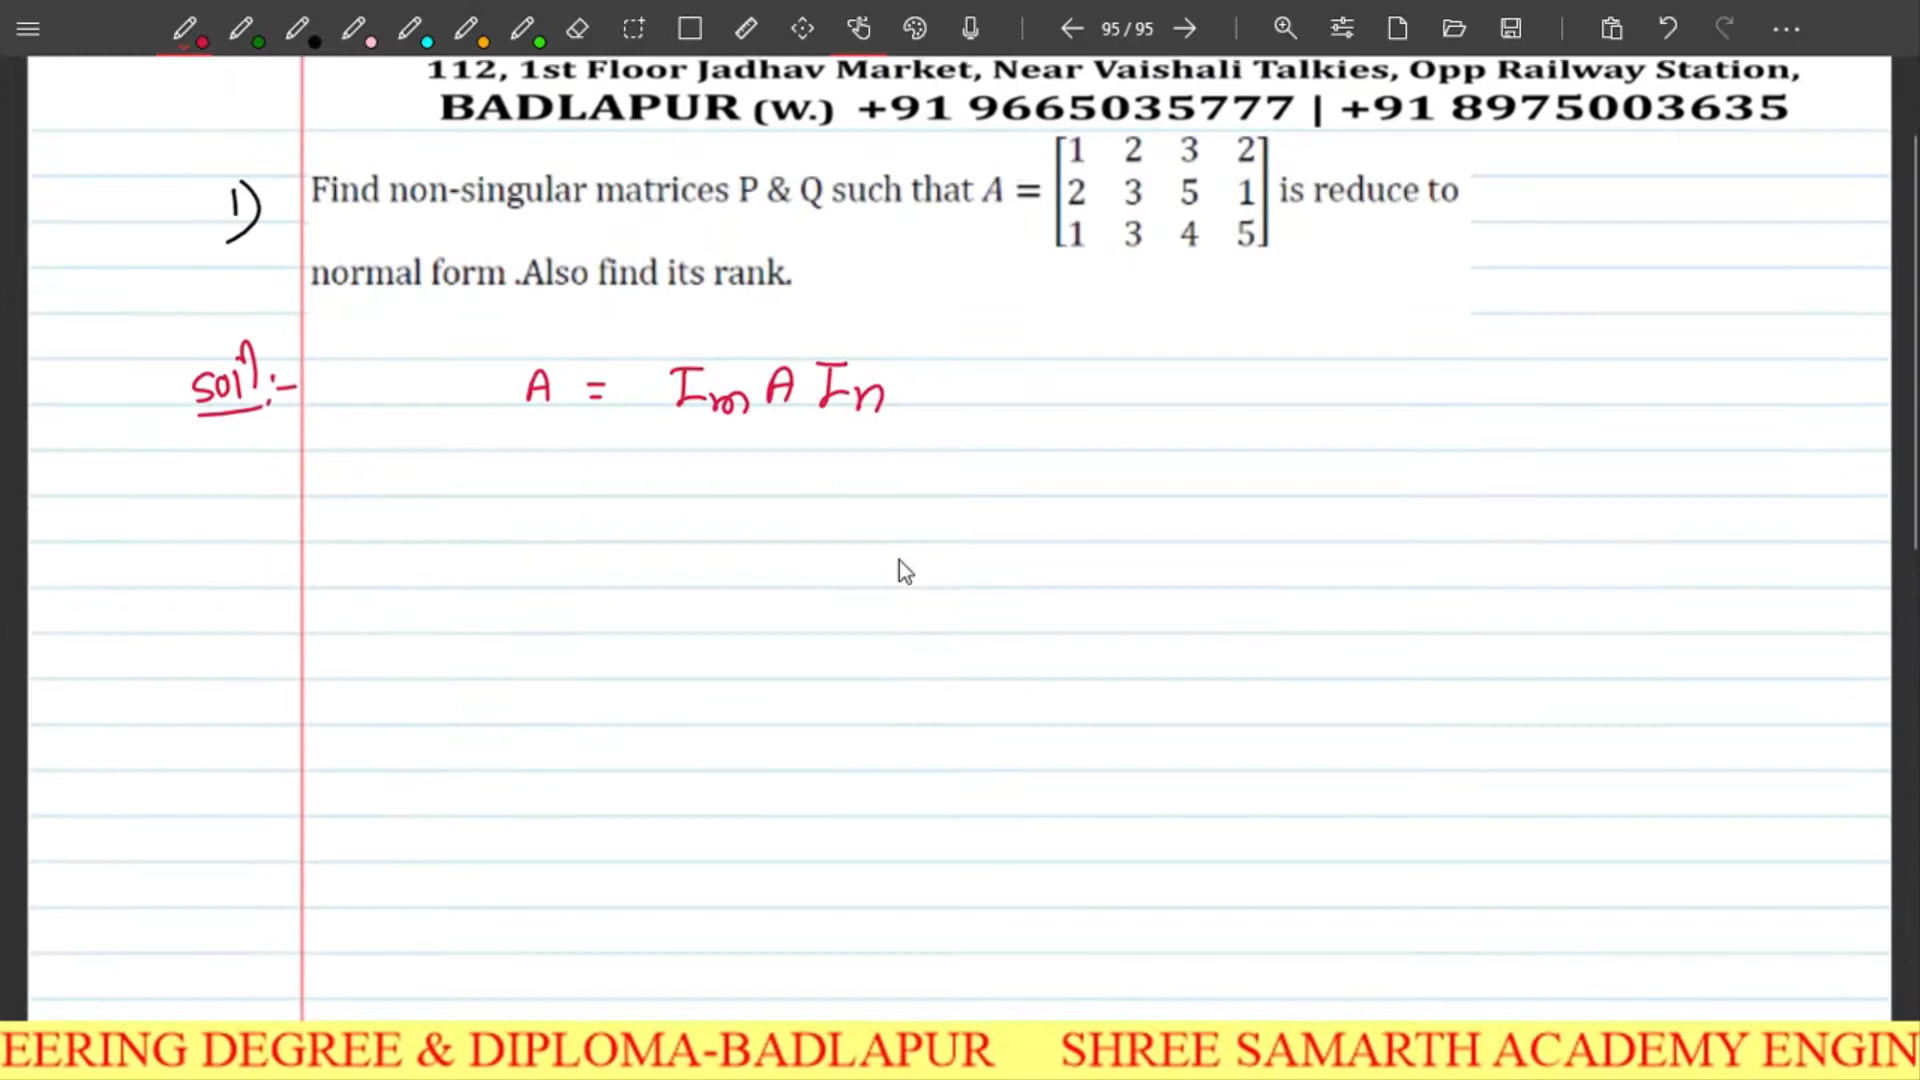 95 / 95
112, 1st Floor Jadhav Market, Near Vaishali Talkies, Opp Railway Station,
BADLAPUR (W.) +91 9665035777 | +91 8975003635
1) Find non-singular matrices P & Q such that A = [1 2 3 2
2 3 5 1
1 3 4 5] is reduce to
normal form .Also find its rank.
Solⁿ:- A = Im A In
EERING DEGREE & DIPLOMA-BADLAPUR SHREE SAMARTH ACADEMY ENGIN